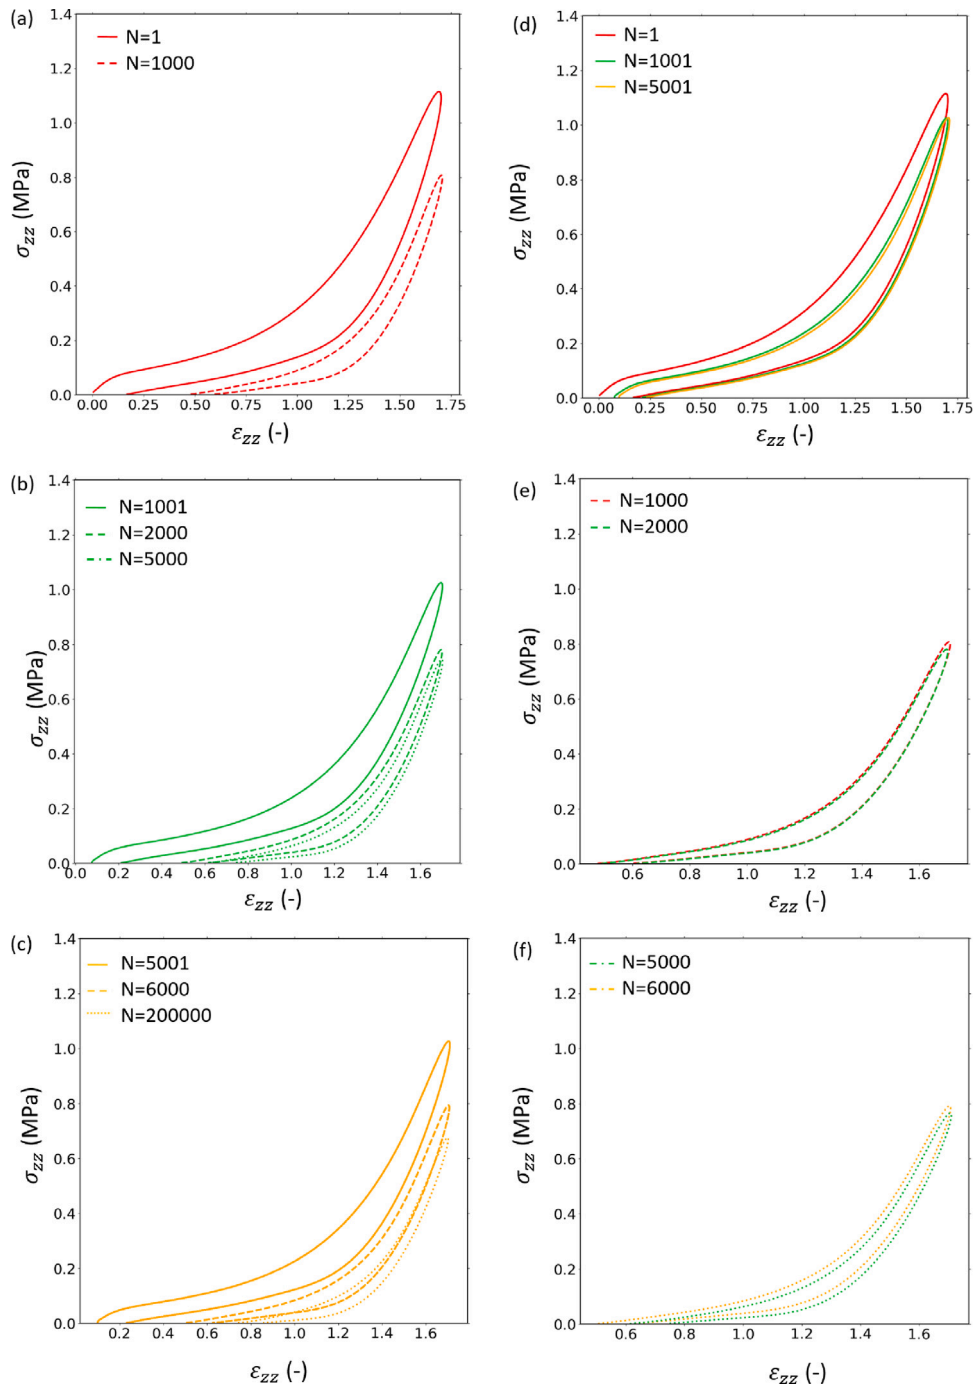 (a)
N=1
N=1000
1.4
1.2
1.0
0.8
0.6
0.4
0.2
0.0
σzz (MPa)
0.00 0.25 0.50 0.75 1.00 1.25 1.50 1.75
εzz (-)
(d)
N=1
N=1001
N=5001
1.4
1.2
1.0
0.8
0.6
0.4
0.2
0.0
σzz (MPa)
0.00 0.25 0.50 0.75 1.00 1.25 1.50 1.75
εzz (-)
(b)
N=1001
N=2000
N=5000
1.4
1.2
1.0
0.8
0.6
0.4
0.2
0.0
σzz (MPa)
0.0 0.2 0.4 0.6 0.8 1.0 1.2 1.4 1.6
εzz (-)
(e)
N=1000
N=2000
1.4
1.2
1.0
0.8
0.6
0.4
0.2
0.0
σzz (MPa)
0.6 0.8 1.0 1.2 1.4 1.6
εzz (-)
(c)
N=5001
N=6000
N=200000
1.4
1.2
1.0
0.8
0.6
0.4
0.2
0.0
σzz (MPa)
0.2 0.4 0.6 0.8 1.0 1.2 1.4 1.6
εzz (-)
(f)
N=5000
N=6000
1.4
1.2
1.0
0.8
0.6
0.4
0.2
0.0
σzz (MPa)
0.6 0.8 1.0 1.2 1.4 1.6
εzz (-)